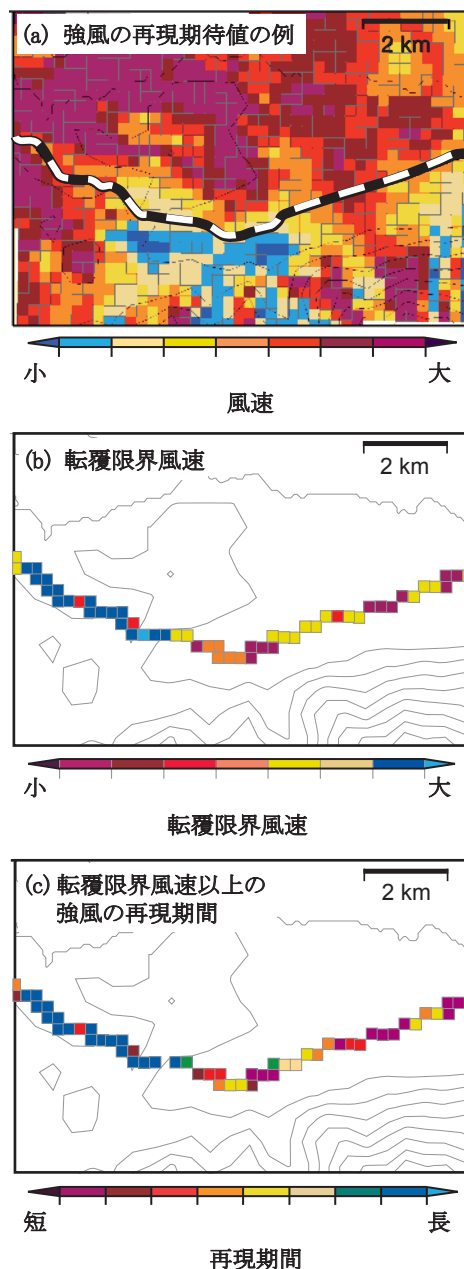 (a) 強風の再現期待値の例
2 km
小
大
風速
(b) 転覆限界風速
2 km
小
大
転覆限界風速
(c) 転覆限界風速以上の
強風の再現期間
2 km
短
長
再現期間